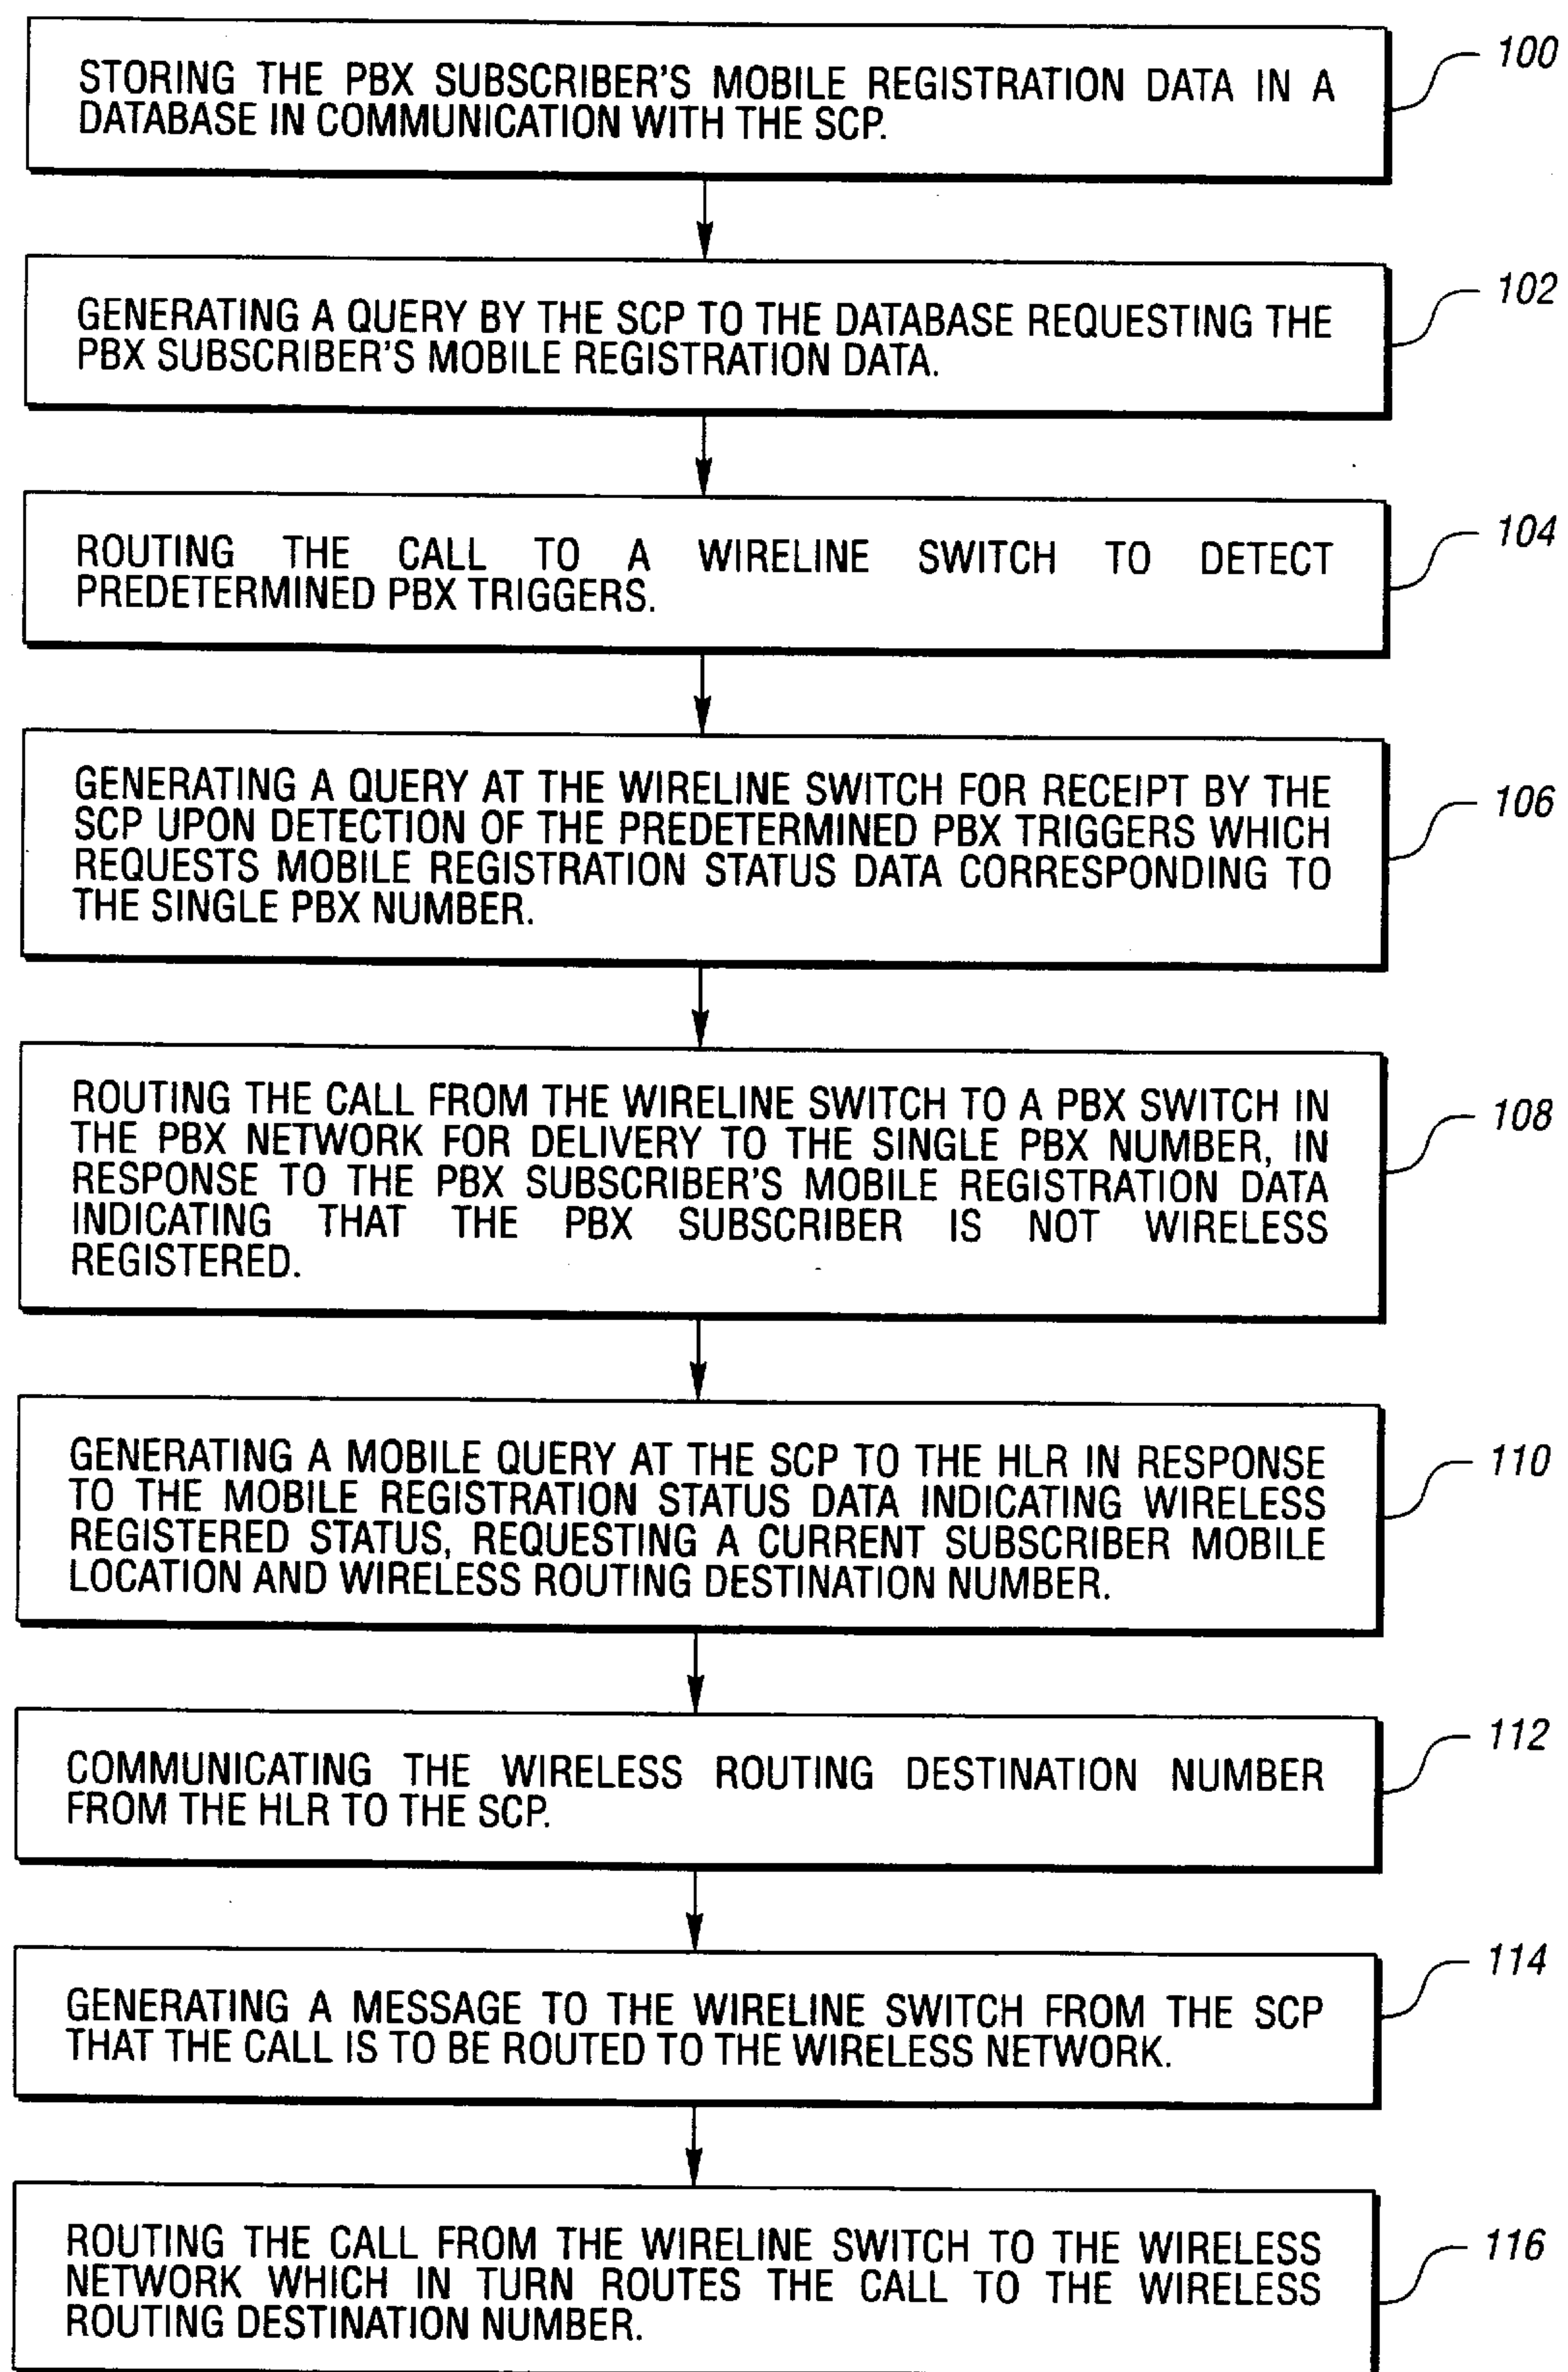 STORING THE PBX SUBSCRIBER'S MOBILE REGISTRATION DATA IN A
DATABASE IN COMMUNICATION WITH THE SCP.
100
GENERATING A QUERY BY THE SCP TO THE DATABASE REQUESTING THE
PBX SUBSCRIBER'S MOBILE REGISTRATION DATA.
102
ROUTING THE CALL TO A WIRELINE SWITCH TO DETECT
PREDETERMINED PBX TRIGGERS.
104
GENERATING A QUERY AT THE WIRELINE SWITCH FOR RECEIPT BY THE
SCP UPON DETECTION OF THE PREDETERMINED PBX TRIGGERS WHICH
REQUESTS MOBILE REGISTRATION STATUS DATA CORRESPONDING TO
THE SINGLE PBX NUMBER.
106
ROUTING THE CALL FROM THE WIRELINE SWITCH TO A PBX SWITCH IN
THE PBX NETWORK FOR DELIVERY TO THE SINGLE PBX NUMBER, IN
RESPONSE TO THE PBX SUBSCRIBER'S MOBILE REGISTRATION DATA
INDICATING THAT THE PBX SUBSCRIBER IS NOT WIRELESS
REGISTERED.
108
GENERATING A MOBILE QUERY AT THE SCP TO THE HLR IN RESPONSE
TO THE MOBILE REGISTRATION STATUS DATA INDICATING WIRELESS
REGISTERED STATUS, REQUESTING A CURRENT SUBSCRIBER MOBILE
LOCATION AND WIRELESS ROUTING DESTINATION NUMBER.
110
COMMUNICATING THE WIRELESS ROUTING DESTINATION NUMBER
FROM THE HLR TO THE SCP.
112
GENERATING A MESSAGE TO THE WIRELINE SWITCH FROM THE SCP
THAT THE CALL IS TO BE ROUTED TO THE WIRELESS NETWORK.
114
ROUTING THE CALL FROM THE WIRELINE SWITCH TO THE WIRELESS
NETWORK WHICH IN TURN ROUTES THE CALL TO THE WIRELESS
ROUTING DESTINATION NUMBER.
116